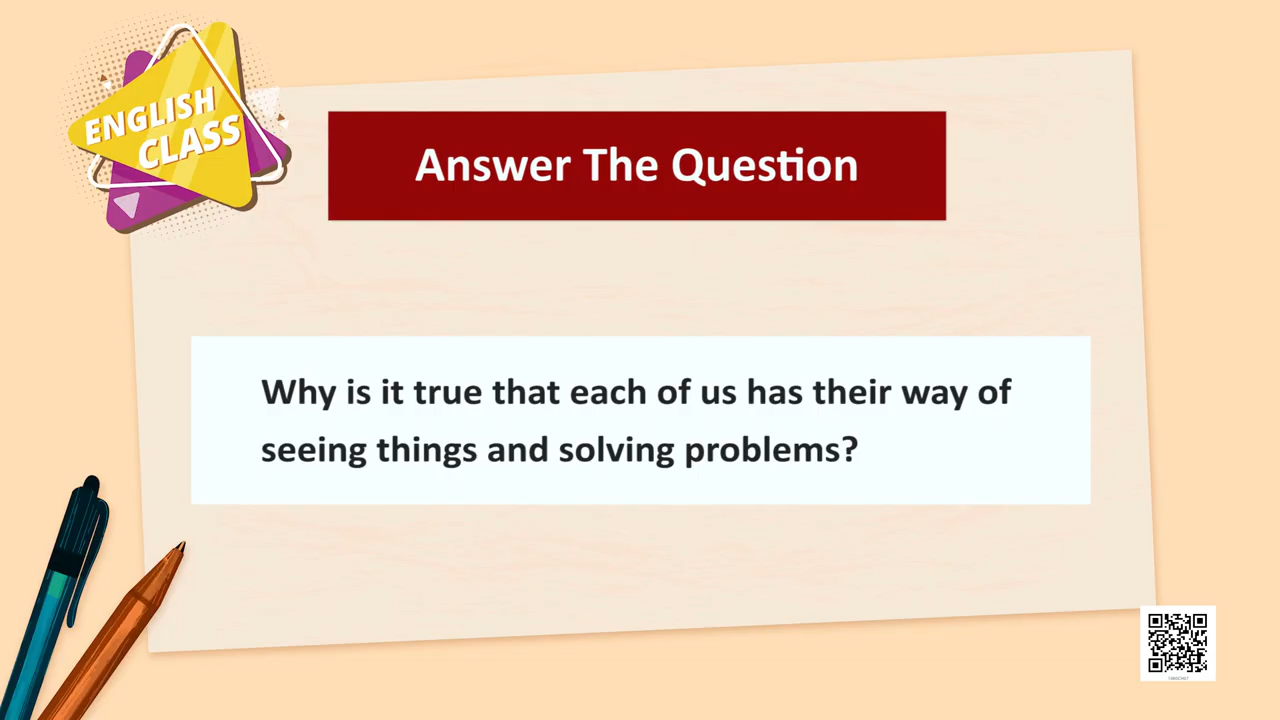 ENGLISH
CLASS
Answer The Question
Why is it true that each of us has their way of
seeing things and solving problems?